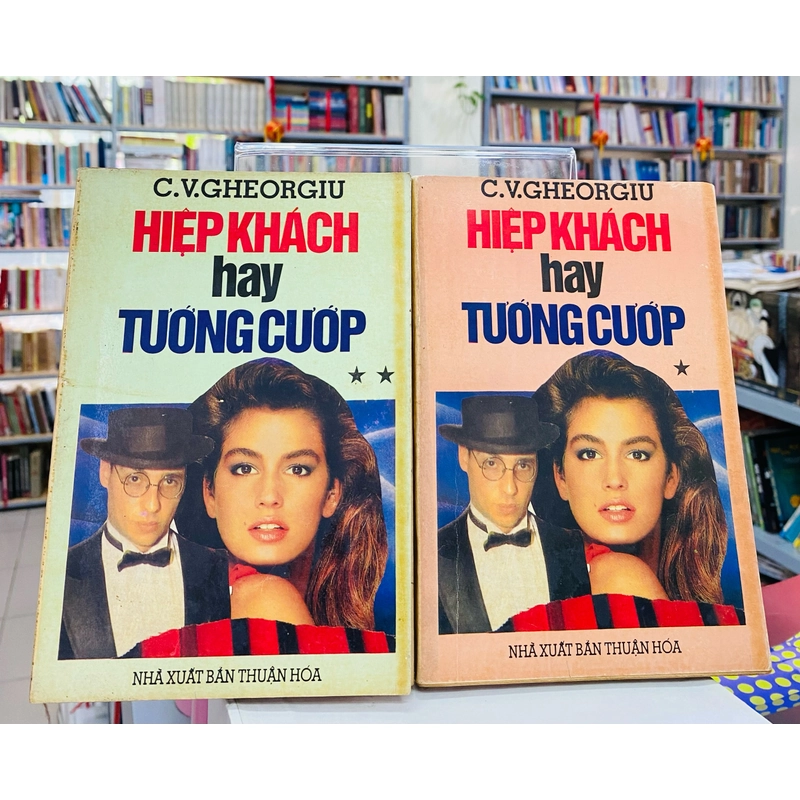 C.V.GHEORGIU
HIỆP KHÁCH
hay
TƯỚNG CƯỚP
NHÀ XUẤT BẢN THUẬN HÓA
C.V.GHEORGIU
HIỆP KHÁCH
hay
TƯỚNG CƯỚP
NHÀ XUẤT BẢN THUẬN HÓA